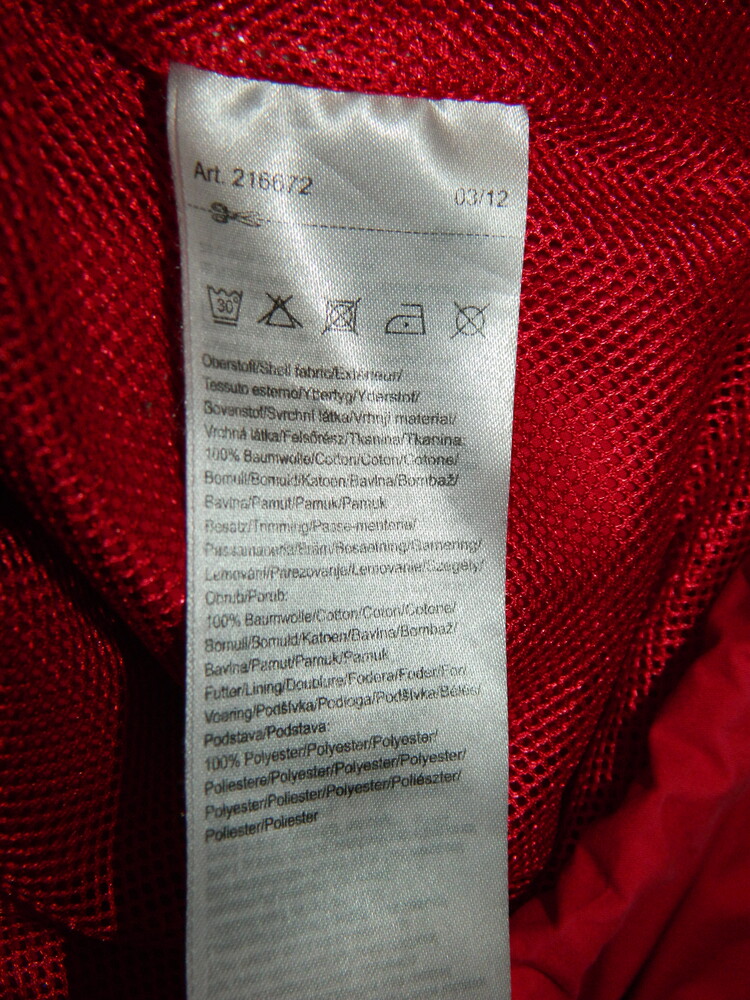 Art. 216672
03/12
30°
Oberstoff/Shell fabric/Extérieur/
Tessuto esterno/Ybertyg/Yderstof/
Bovenstof/Svrchní látka/Vrhnji material/
Vrchná látka/Felsőrész/Tkanina/Tkanina:
100% Baumwolle/Cotton/Coton/Cotone/
Bomull/Bomuld/Katoen/Bavlna/Bombaž/
Bavlna/Pamut/Pamuk/Pamuk
Besatz/Trimming/Passe-menterie/
Passamaneria/Bräm/Besaetning/Garnering/
Lemování/Parezovanje/Lemovanie/Szegély/
Obrub/Porub:
100% Baumwolle/Cotton/Coton/Cotone/
Bomull/Bomuld/Katoen/Bavlna/Bombaž/
Bavlna/Pamut/Pamuk/Pamuk
Futter/Lining/Doublure/Fodera/Foder/For/
Voering/Podšívka/Podloga/Podšívka/Bélés/
Podstava/Podstava:
100% Polyester/Polyester/Polyester/
Poliestere/Polyester/Polyester/Polyester/
Polyester/Poliester/Polyester/Poliészter/
Poliester/Poliester